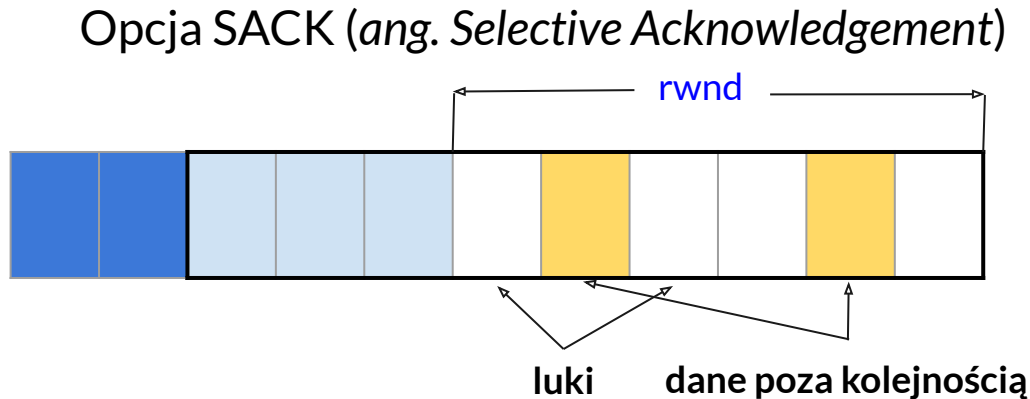 Opcja SACK (ang. Selective Acknowledgement)
rwnd
luki
dane poza kolejnością